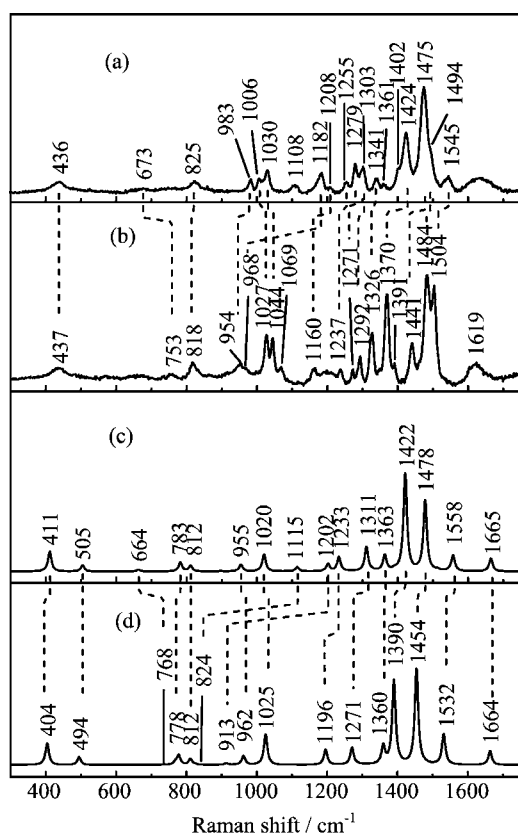 (a)
436 673 825 983 1006 1030 1108 1182 1208 1255 1279 1303 1341 1361 1402 1424 1475 1494 1545
(b)
437 753 818 954 968 1027 1044 1069 1160 1237 1271 1292 1326 1370 1391 1441 1484 1504 1619
(c)
411 505 664 783 812 955 1020 1115 1202 1233 1311 1363 1422 1478 1558 1665
(d)
404 494 768 778 812 824 913 962 1025 1196 1271 1360 1390 1454 1532 1664
400 600 800 1000 1200 1400 1600
Raman shift / cm-1